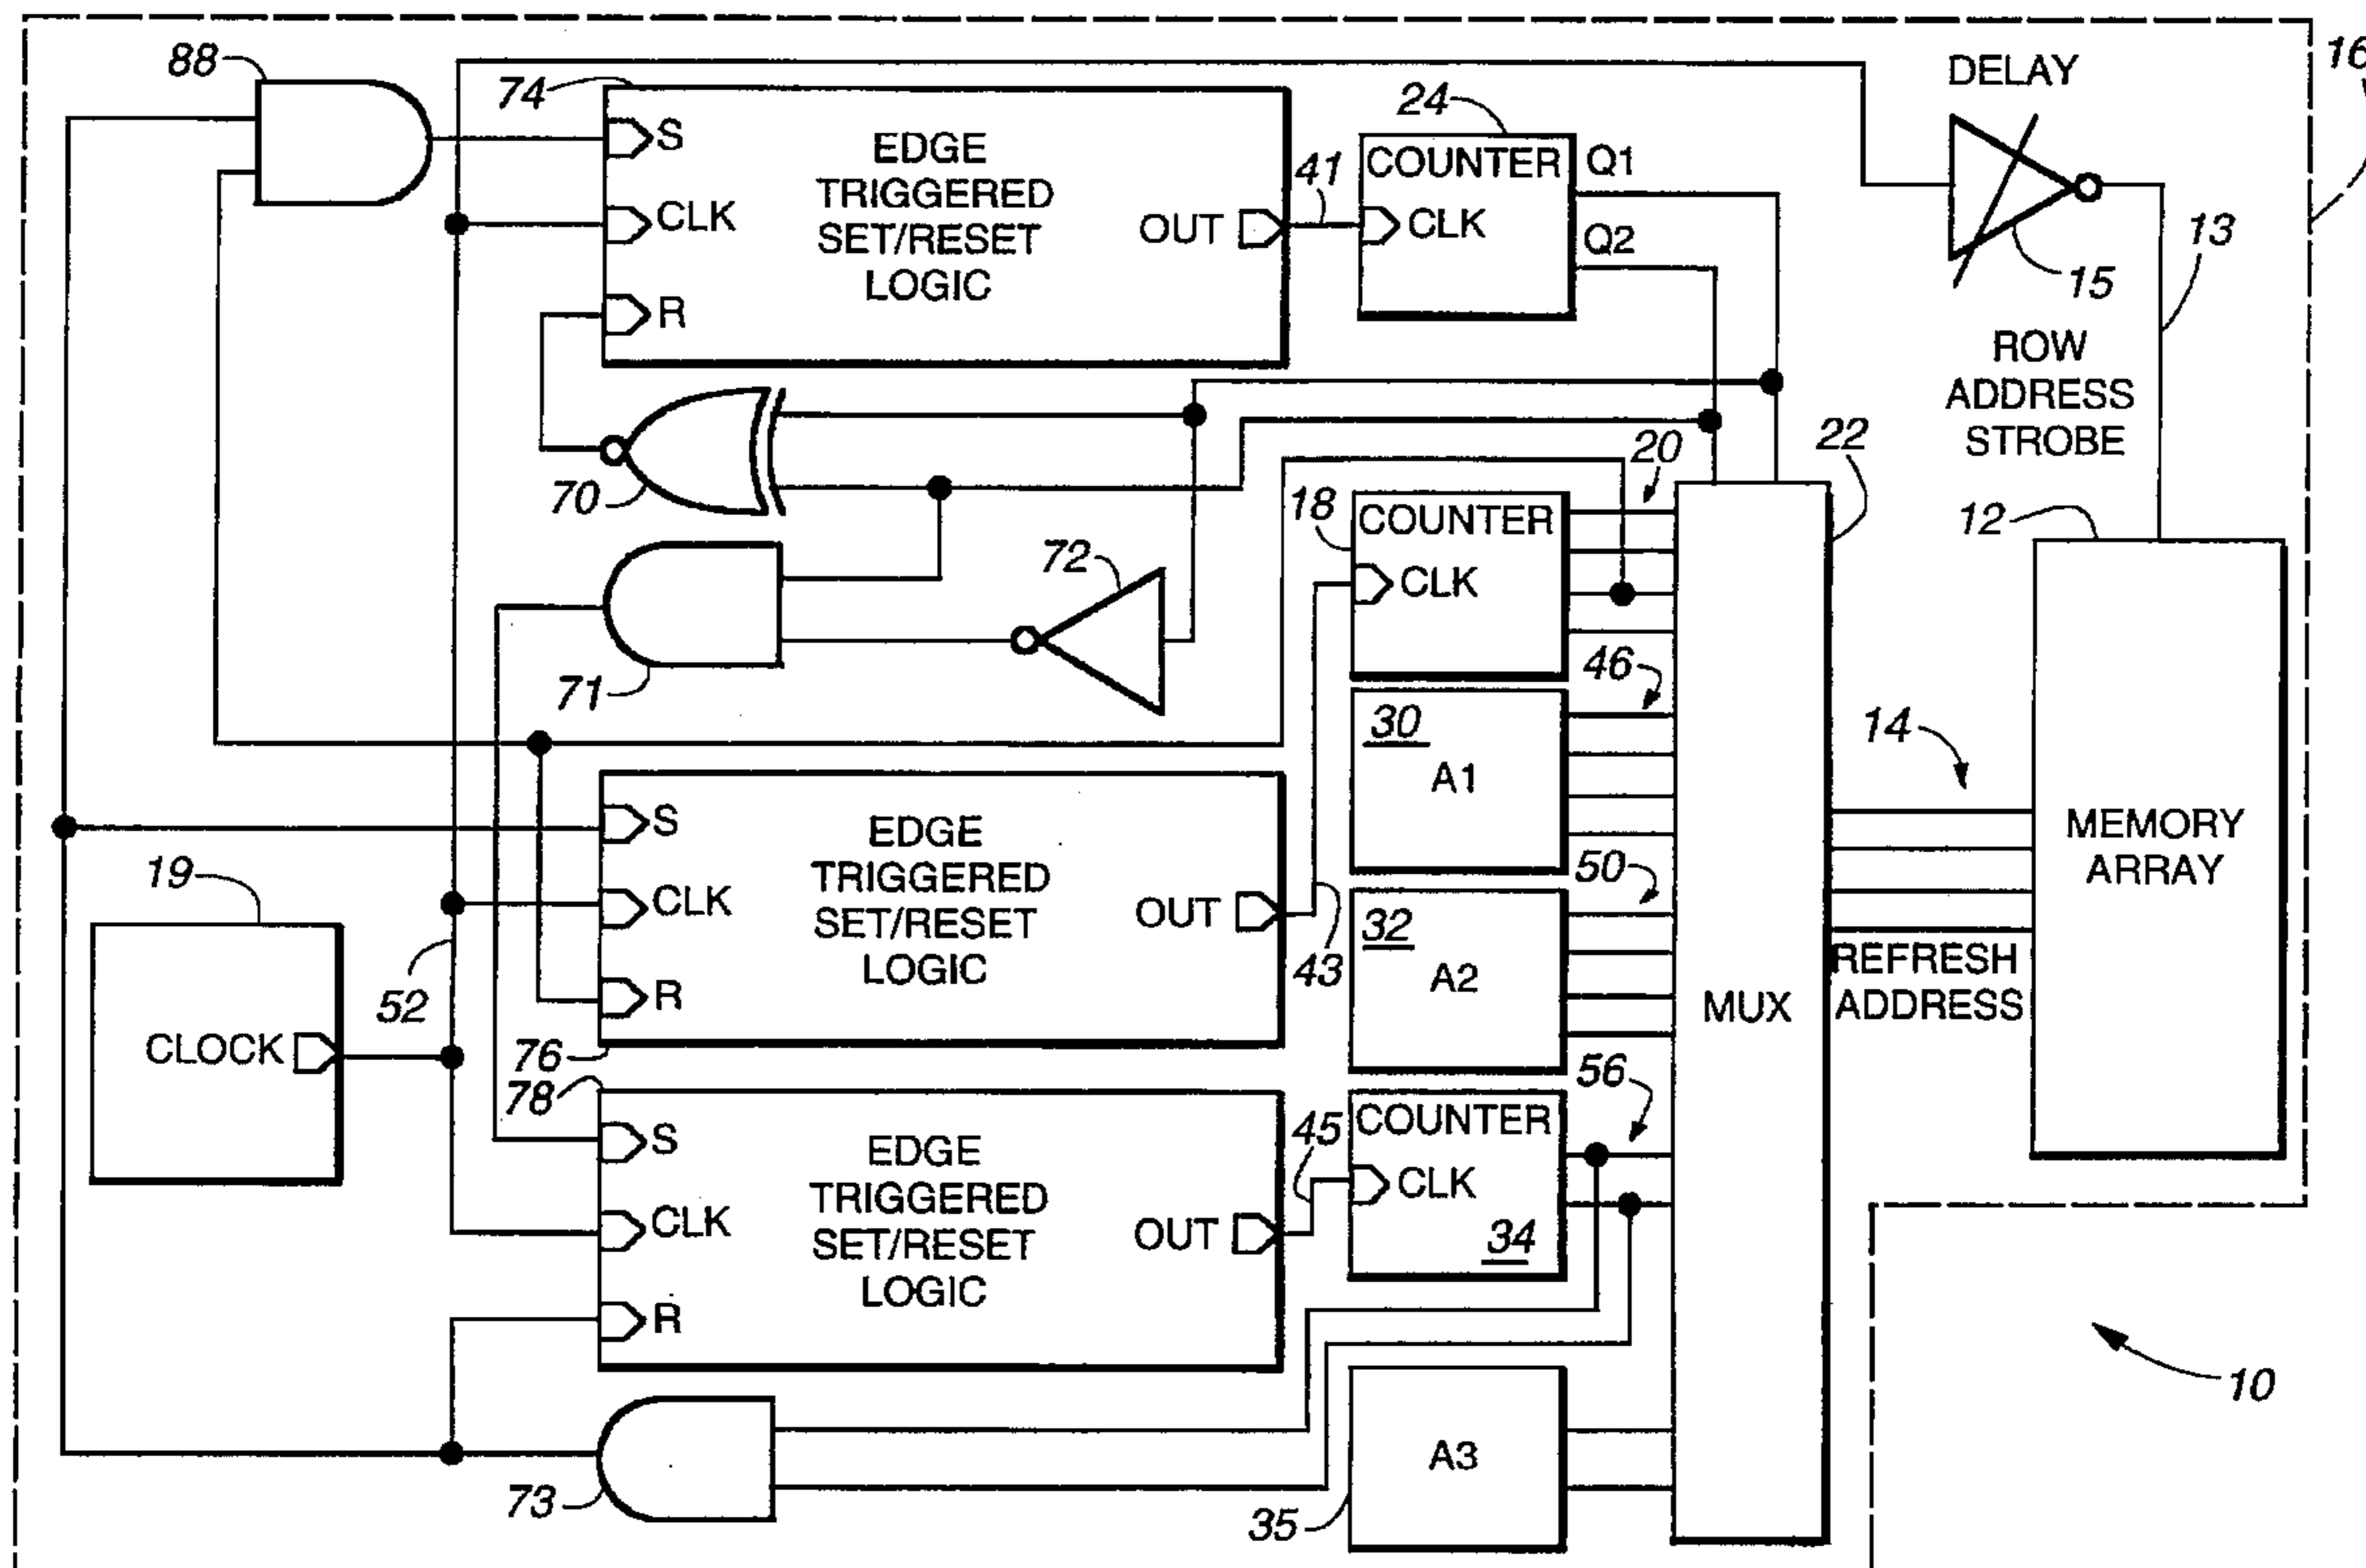 88
74
S
CLK
R
EDGE
TRIGGERED
SET/RESET
LOGIC
OUT
41
24
COUNTER
CLK
Q1
Q2
DELAY
15
13
16
ROW
ADDRESS
STROBE
70
71
72
18
COUNTER
CLK
20
22
12
46
30
A1
14
MEMORY
ARRAY
50
32
A2
MUX
REFRESH
ADDRESS
19
CLOCK
52
S
CLK
R
EDGE
TRIGGERED
SET/RESET
LOGIC
OUT
43
76
78
S
CLK
R
EDGE
TRIGGERED
SET/RESET
LOGIC
OUT
45
COUNTER
CLK
34
56
73
35
A3
10